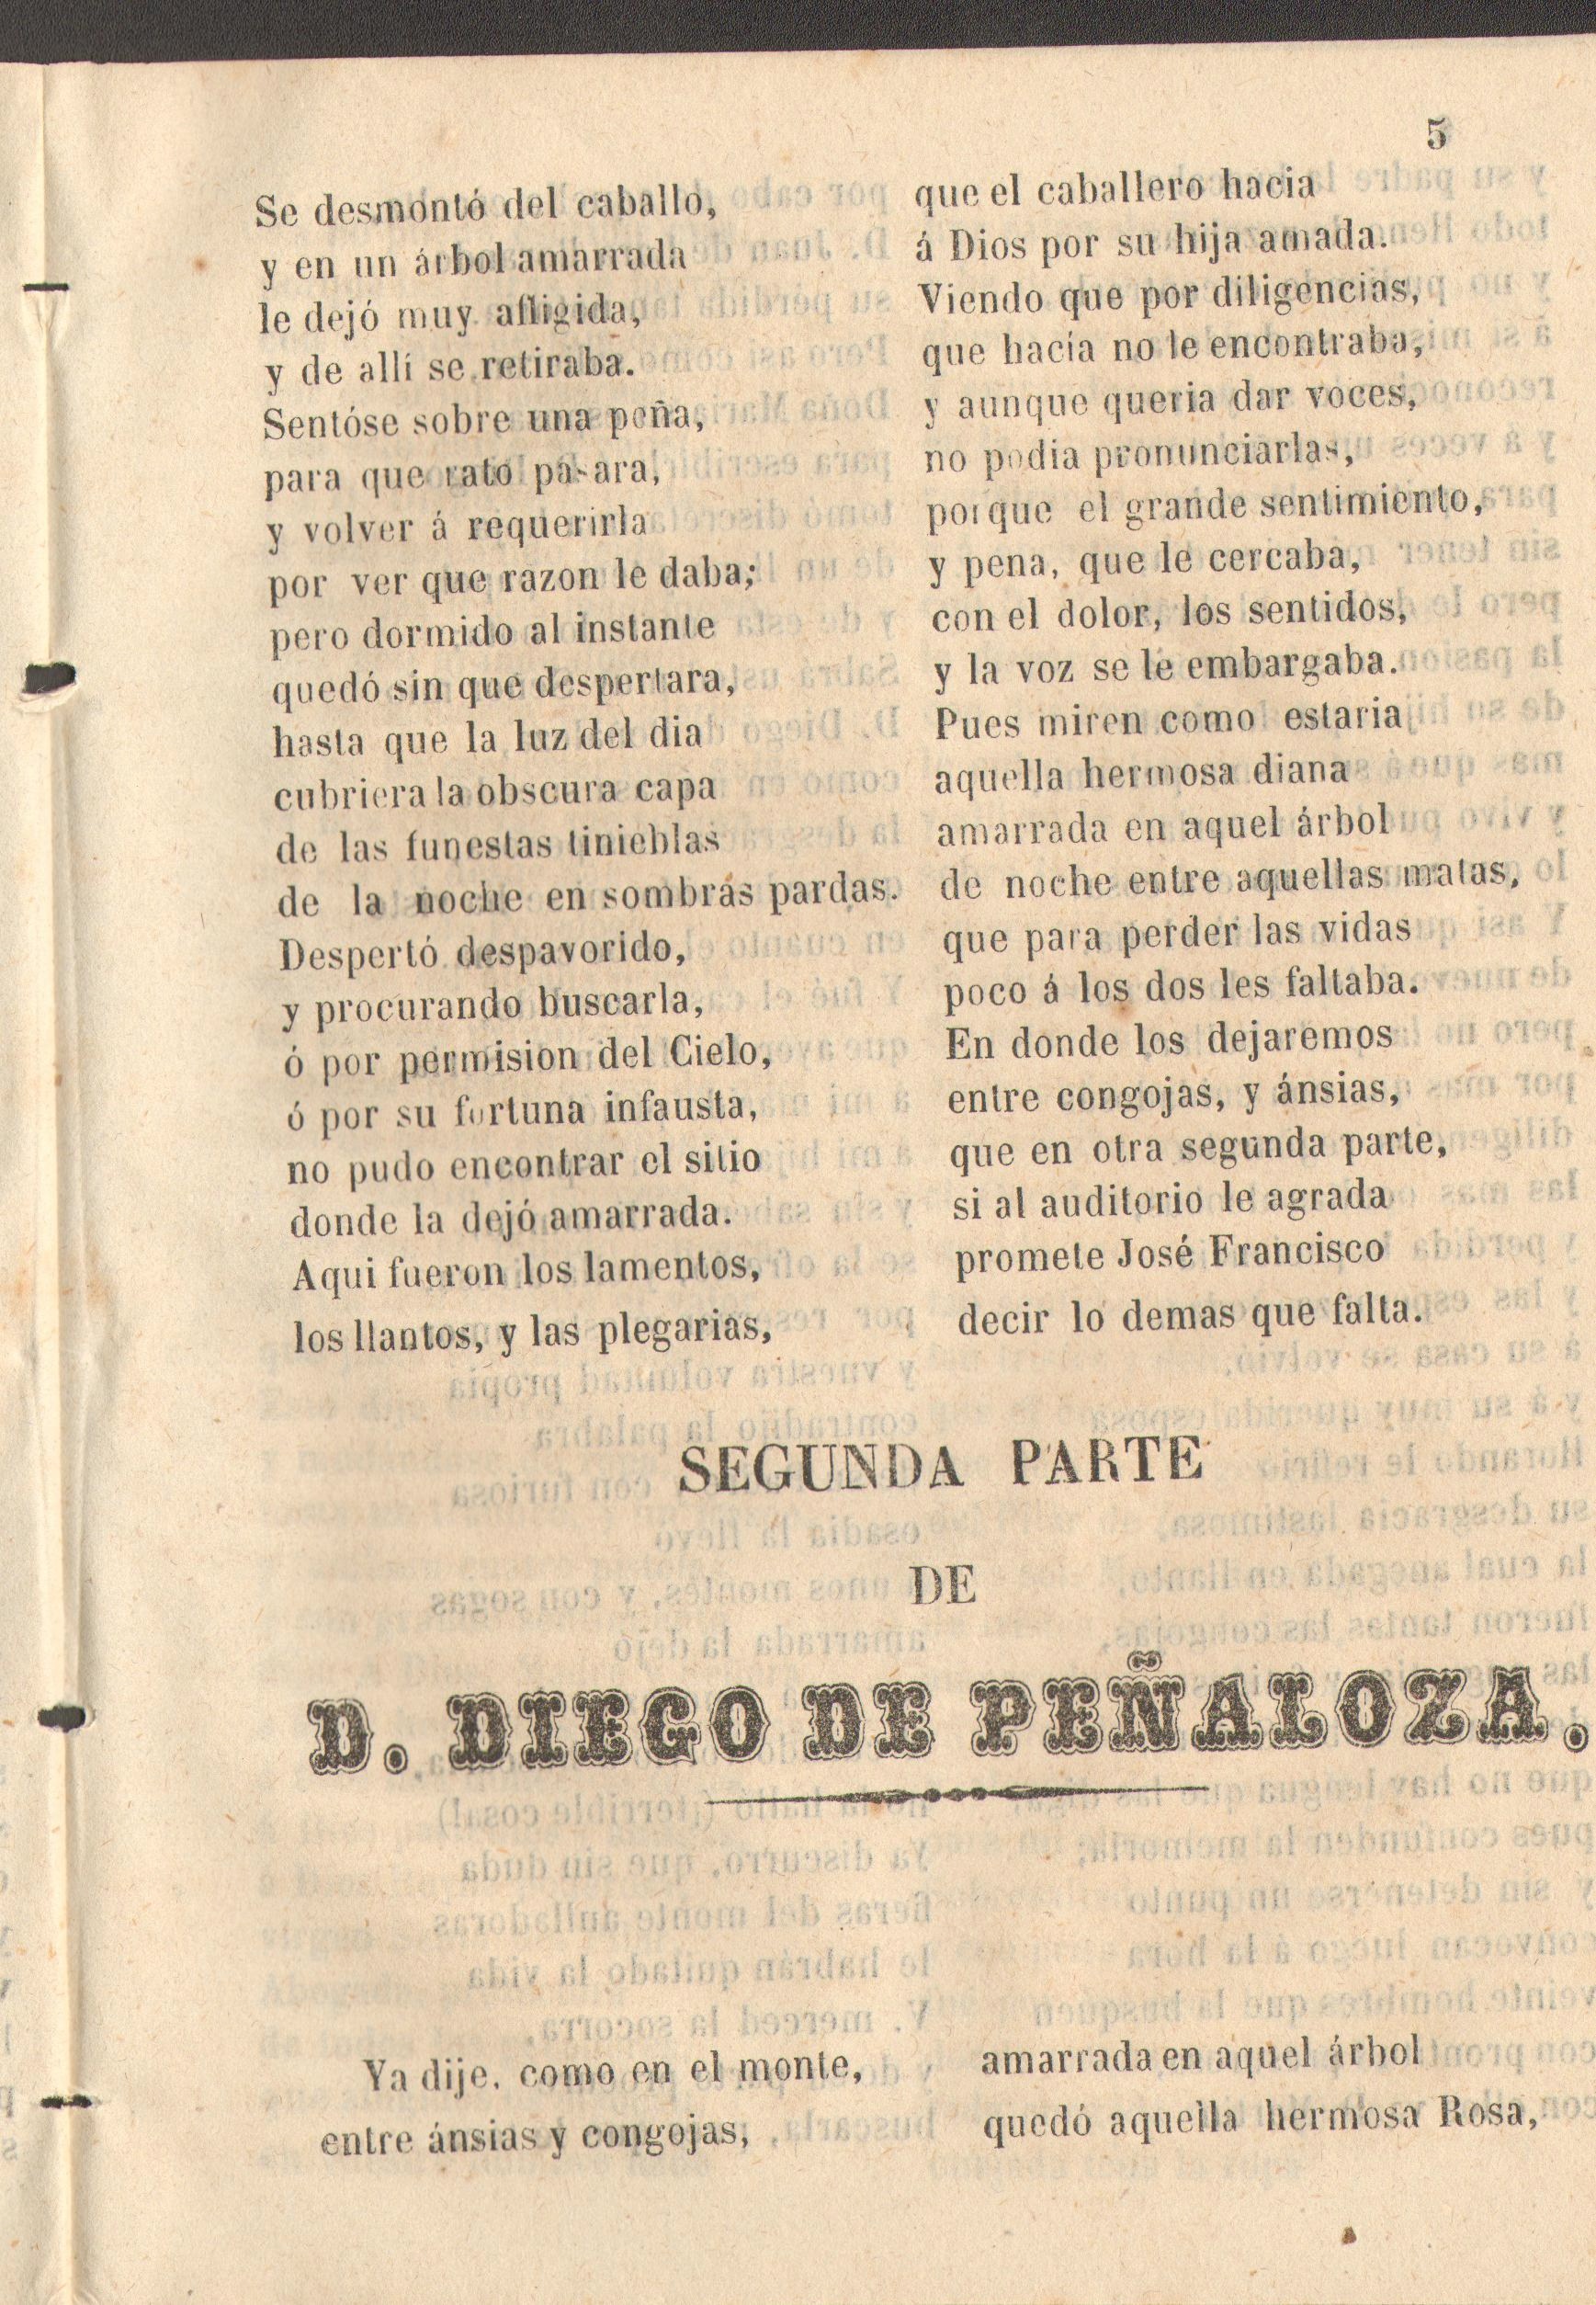 5
Se desmontó del caballo,
y en un árbol amarrada
le dejó muy afligida,
y de allí se retiraba.
Sentóse sobre una peña,
para que rato pasara,
y volver á requerirla
por ver que razon le daba;
pero dormido al instante
quedó sin que despertara,
hasta que la luz del dia
cubriera la obscura capa
de las funestas tinieblas
de la noche en sombrás pardas.
Despertó despavorido,
y procurando buscarla,
ó por permision del Cielo,
ó por su fortuna infausta,
no pudo encontrar el sitio
donde la dejó amarrada.
Aqui fueron los lamentos,
los llantos, y las plegarias,
que el caballero hacia
á Dios por su hija amada.
Viendo que por diligencias,
que hacía no le encontraba,
y aunque queria dar voces,
no podia pronunciarlas,
porque el grande sentimiento,
y pena, que le cercaba,
con el dolor, los sentidos,
y la voz se le embargaba.
Pues miren como estaria
aquella hermosa diana
amarrada en aquel árbol
de noche entre aquellas matas,
que para perder las vidas
poco á los dos les faltaba.
En donde los dejaremos
entre congojas, y ánsias,
que en otra segunda parte,
si al auditorio le agrada
promete José Francisco
decir lo demas que falta.
SEGUNDA PARTE
DE
D. DIEGO DE PEÑALOZA.
Ya dije, como en el monte,
entre ánsias y congojas,
amarrada en aquel árbol
quedó aquella hermosa Rosa,